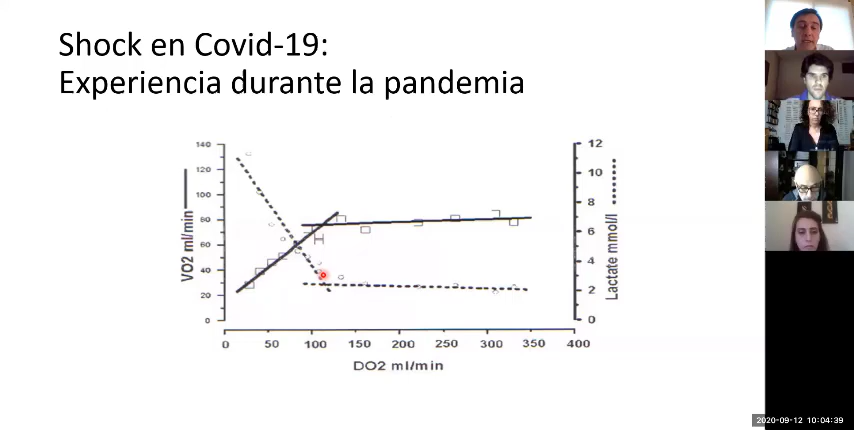 Shock en Covid-19:
Experiencia durante la pandemia
140
120
100
80
60
40
20
0
VO2 ml/min
12
10
8
6
4
2
0
Lactate mmol/l
0 50 100 150 200 250 300 350 400
DO2 ml/min
2020-09-12 10:04:39